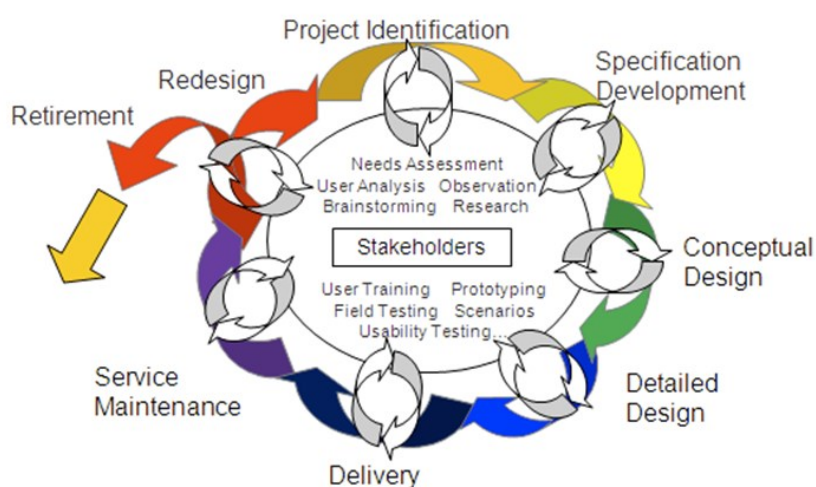 Project Identification
Redesign
Specification
Development
Retirement
Needs Assessment
User Analysis Observation
Brainstorming Research
Stakeholders
Conceptual
Design
User Training Prototyping
Field Testing Scenarios
Usability Testing...
Service
Maintenance
Detailed
Design
Delivery